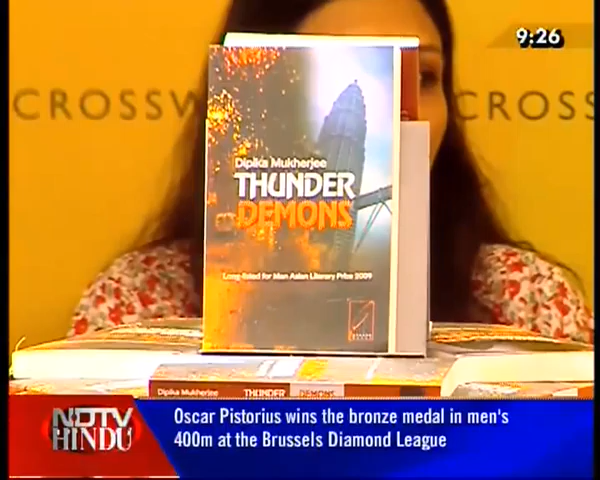 9:26
CROSSW
CROSS
Dipika Mukherjee
THUNDER
DEMONS
Long-listed for Man Asian Literary Prize 2009
Dipika Mukherjee THUNDER DEMONS
NDTV
HINDU
Oscar Pistorius wins the bronze medal in men's
400m at the Brussels Diamond League